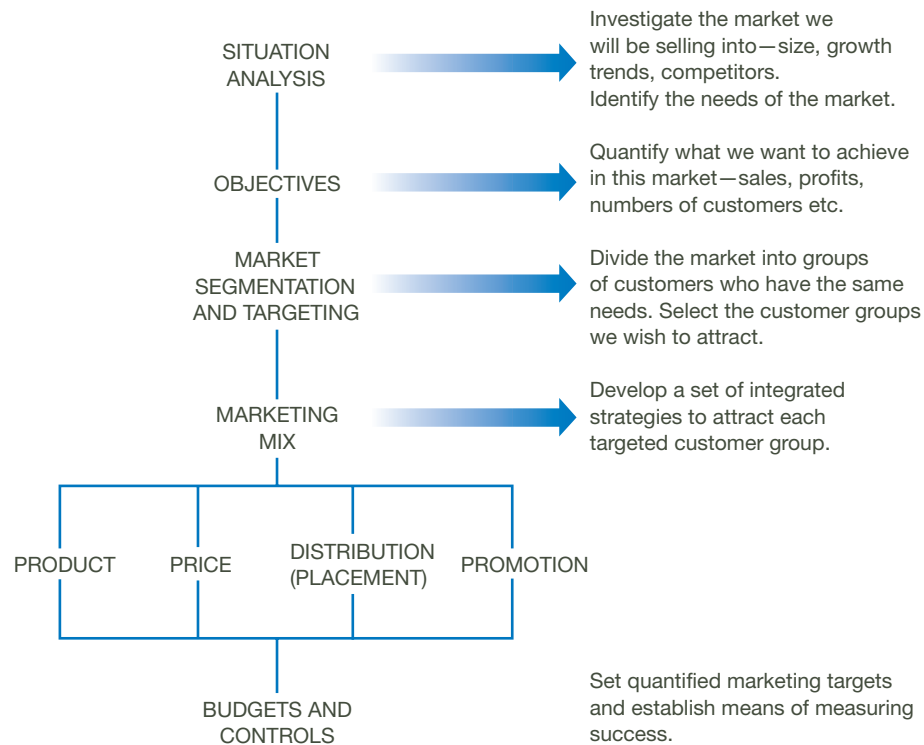 SITUATION
ANALYSIS
Investigate the market we
will be selling into—size, growth
trends, competitors.
Identify the needs of the market.
OBJECTIVES
Quantify what we want to achieve
in this market—sales, profits,
numbers of customers etc.
MARKET
SEGMENTATION
AND TARGETING
Divide the market into groups
of customers who have the same
needs. Select the customer groups
we wish to attract.
MARKETING
MIX
Develop a set of integrated
strategies to attract each
targeted customer group.
PRODUCT
PRICE
DISTRIBUTION
(PLACEMENT)
PROMOTION
BUDGETS AND
CONTROLS
Set quantified marketing targets
and establish means of measuring
success.